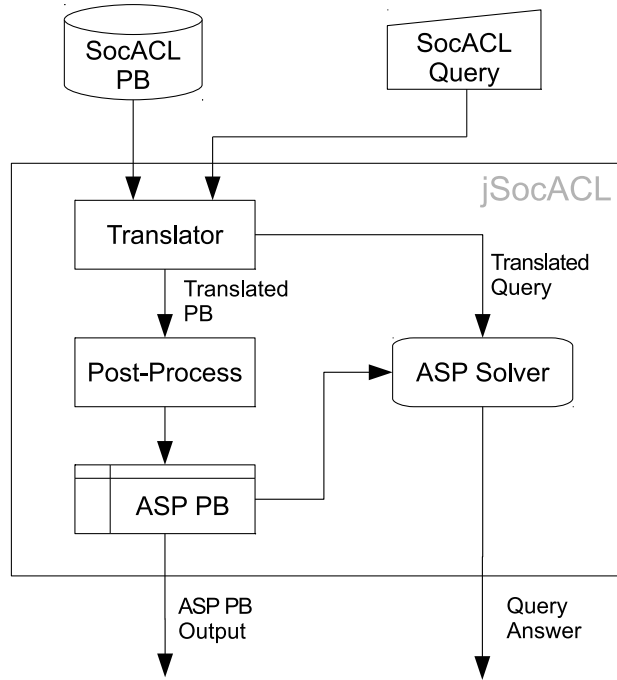 SocACL
PB
SocACL
Query
jSocACL
Translator
Translated
PB
Translated
Query
Post-Process
ASP Solver
ASP PB
ASP PB
Output
Query
Answer